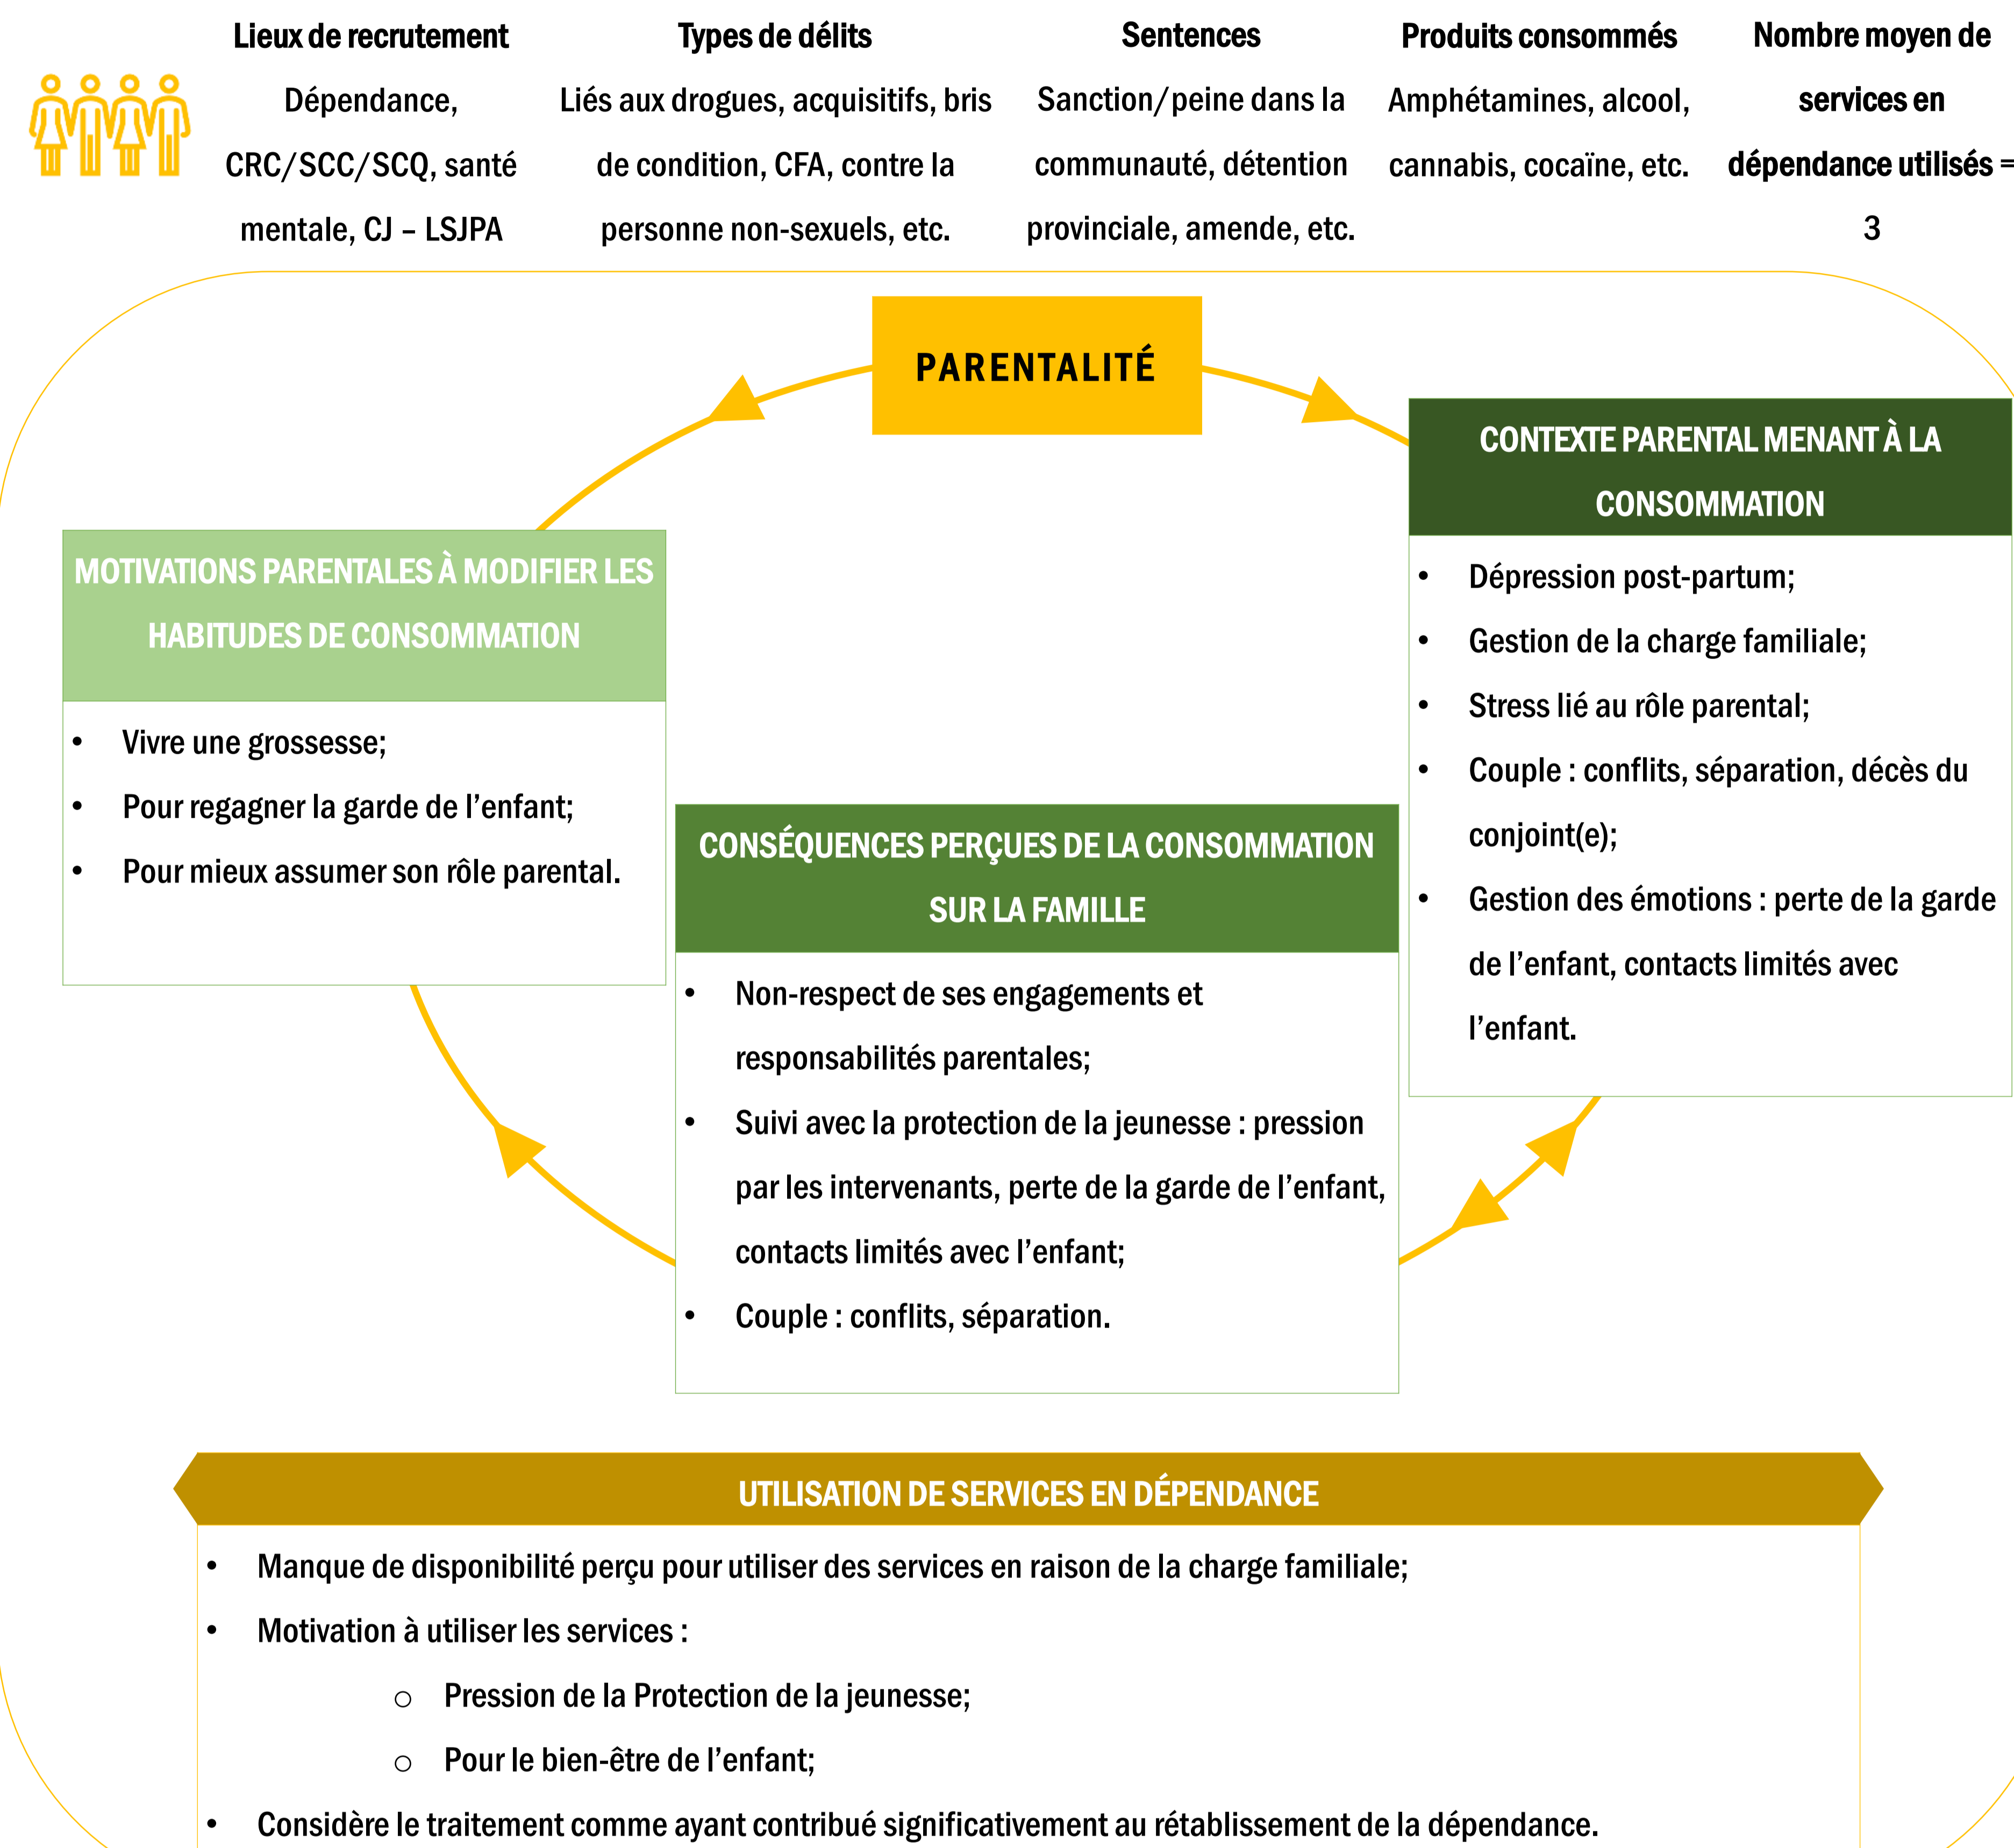 Lieux de recrutement
Dépendance,
CRC/SCC/SCQ, santé
mentale, CJ – LSJPA
Types de délits
Liés aux drogues, acquisitifs, bris
de condition, CFA, contre la
personne non-sexuels, etc.
Sentences
Sanction/peine dans la
communauté, détention
provinciale, amende, etc.
Produits consommés
Amphétamines, alcool,
cannabis, cocaïne, etc.
Nombre moyen de
services en
dépendance utilisés =
3
PARENTALITÉ
MOTIVATIONS PARENTALES À MODIFIER LES
HABITUDES DE CONSOMMATION
• Vivre une grossesse;
• Pour regagner la garde de l’enfant;
• Pour mieux assumer son rôle parental.
CONTEXTE PARENTAL MENANT À LA
CONSOMMATION
• Dépression post-partum;
• Gestion de la charge familiale;
• Stress lié au rôle parental;
• Couple : conflits, séparation, décès du
conjoint(e);
• Gestion des émotions : perte de la garde
de l’enfant, contacts limités avec
l’enfant.
CONSÉQUENCES PERÇUES DE LA CONSOMMATION
SUR LA FAMILLE
• Non-respect de ses engagements et
responsabilités parentales;
• Suivi avec la protection de la jeunesse : pression
par les intervenants, perte de la garde de l’enfant,
contacts limités avec l’enfant;
• Couple : conflits, séparation.
UTILISATION DE SERVICES EN DÉPENDANCE
• Manque de disponibilité perçu pour utiliser des services en raison de la charge familiale;
• Motivation à utiliser les services :
o Pression de la Protection de la jeunesse;
o Pour le bien-être de l’enfant;
• Considère le traitement comme ayant contribué significativement au rétablissement de la dépendance.